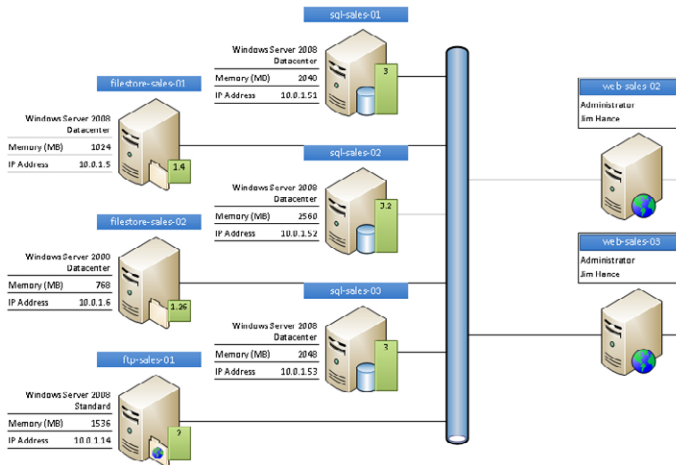 sql-sales-01
Windows Server 2008
Datacenter
Memory (MB) 2040
IP Address 10.0.1.51
3
filestore-sales-01
Windows Server 2008
Datacenter
Memory (MB) 1024
IP Address 10.0.1.5
1.4
sql-sales-02
Windows Server 2008
Datacenter
Memory (MB) 2560
IP Address 10.0.1.52
3.2
filestore-sales-02
Windows Server 2008
Datacenter
Memory (MB) 768
IP Address 10.0.1.6
1.26
sql-sales-03
Windows Server 2008
Datacenter
Memory (MB) 2048
IP Address 10.0.1.53
3
ftp-sales-01
Windows Server 2008
Standard
Memory (MB) 1536
IP Address 10.0.1.14
2
web-sales-02
Administrator
Jim Hance
web-sales-03
Administrator
Jim Hance